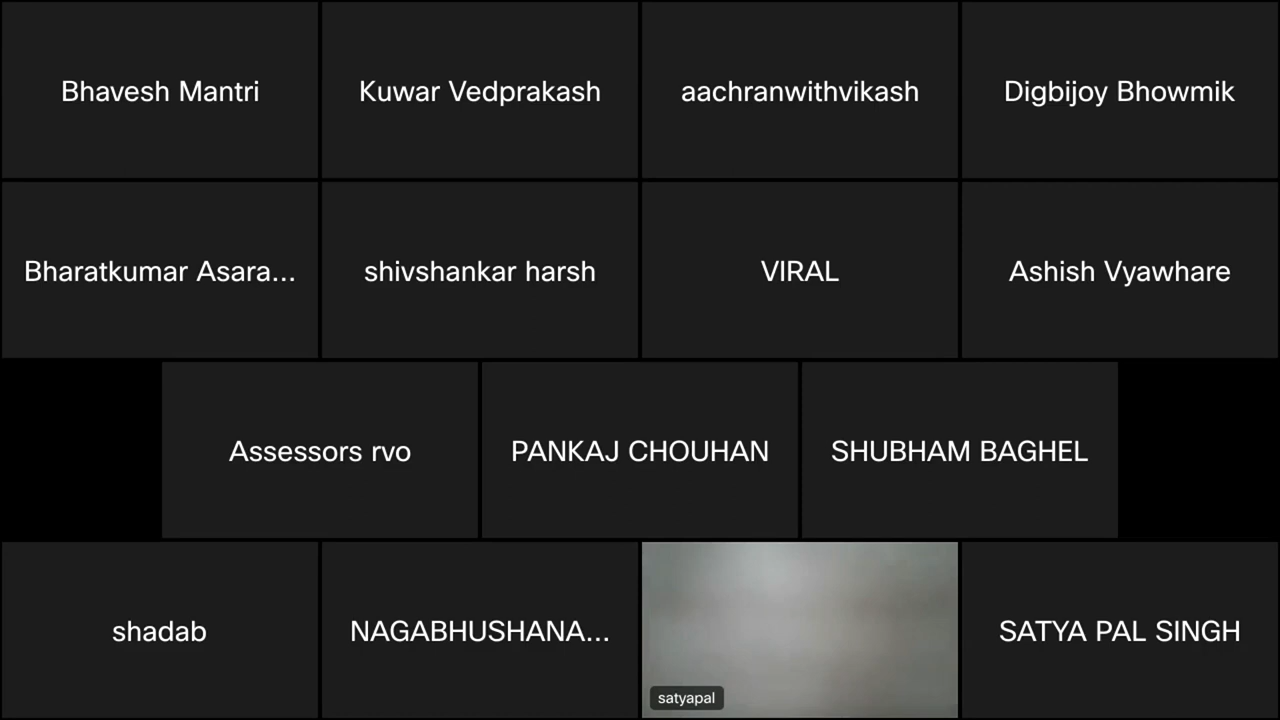 Bhavesh Mantri
Kuwar Vedprakash
aachranwithvikash
Digbijoy Bhowmik
Bharatkumar Asara...
shivshankar harsh
VIRAL
Ashish Vyawhare
Assessors rvo
PANKAJ CHOUHAN
SHUBHAM BAGHEL
shadab
NAGABHUSHANA...
satyapal
SATYA PAL SINGH